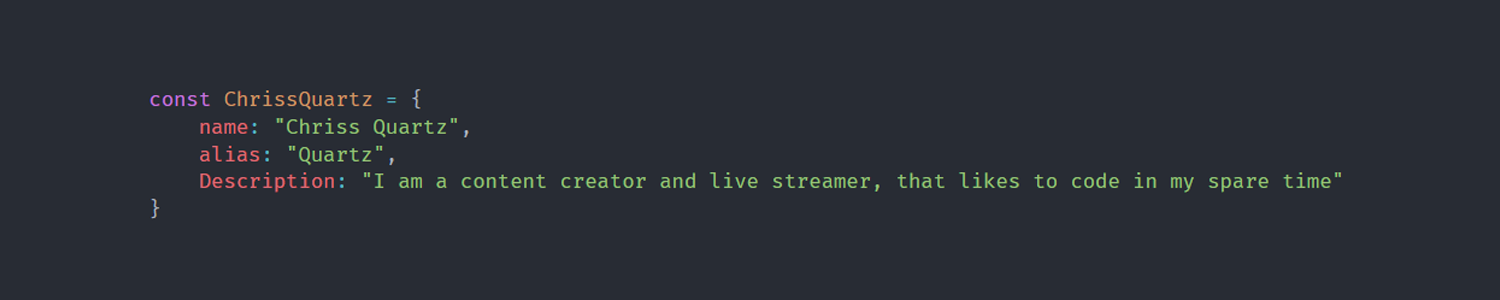 const ChrissQuartz = {
    name: "Chriss Quartz",
    alias: "Quartz",
    Description: "I am a content creator and live streamer, that likes to code in my spare time"
}